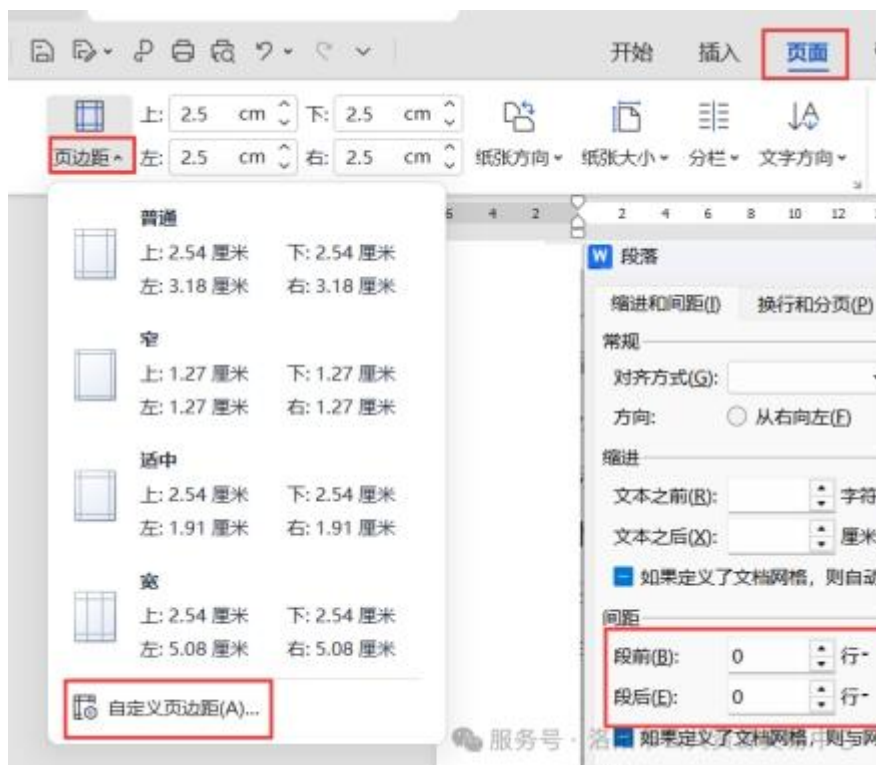 开始 插入 页面
上: 2.5 cm 下: 2.5 cm
页边距 左: 2.5 cm 右: 2.5 cm 纸张方向 纸张大小 分栏 文字方向
普通
上: 2.54 厘米 下: 2.54 厘米
左: 3.18 厘米 右: 3.18 厘米
窄
上: 1.27 厘米 下: 1.27 厘米
左: 1.27 厘米 右: 1.27 厘米
适中
上: 2.54 厘米 下: 2.54 厘米
左: 1.91 厘米 右: 1.91 厘米
宽
上: 2.54 厘米 下: 2.54 厘米
左: 5.08 厘米 右: 5.08 厘米
自定义页边距(A)...
6 4 2 2 4 6 8 10 12
W 段落
缩进和间距(I) 换行和分页(P)
常规
对齐方式(G):
方向: 从右向左(F)
缩进
文本之前(R): 字符
文本之后(X): 厘米
如果定义了文档网格，则自动
间距
段前(B): 0 行
段后(E): 0 行
如果定义了文档网格，则与网
服务号 · 洛